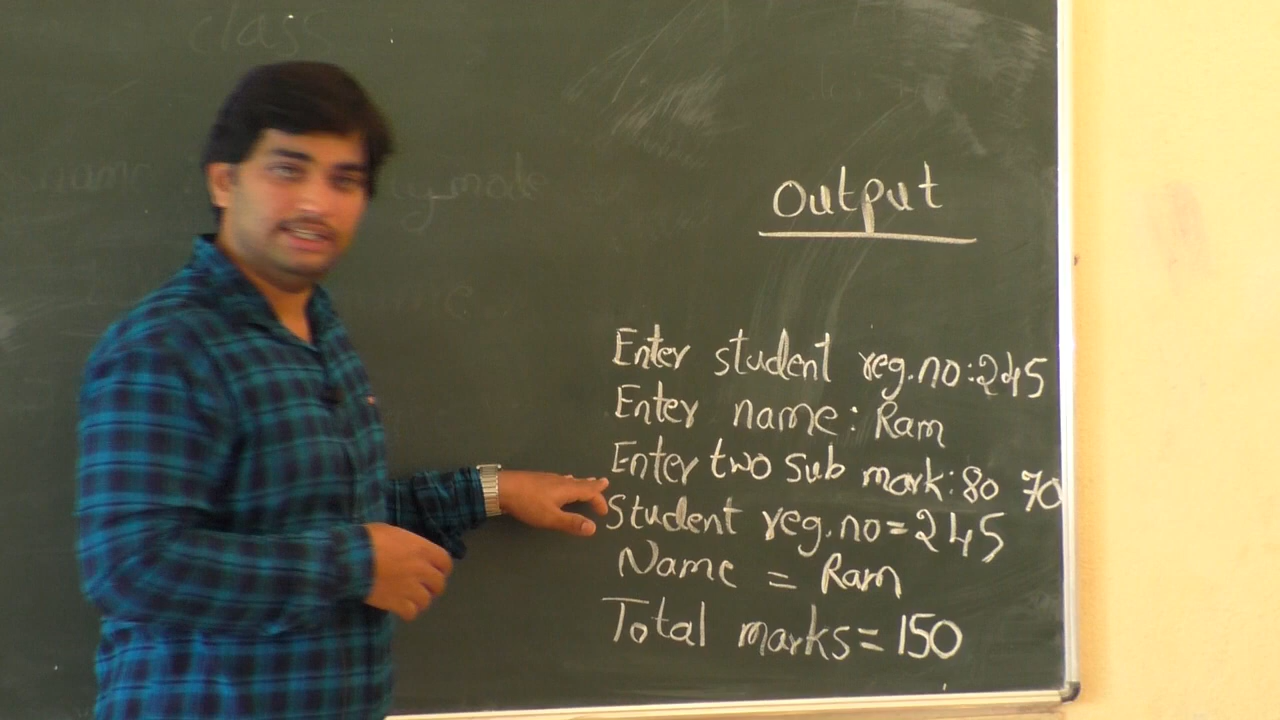 class
name
Output
Enter student reg.no:245
Enter name: Ram
Enter two sub mark:80 70
Student reg.no=245
Name = Ram
Total marks=150